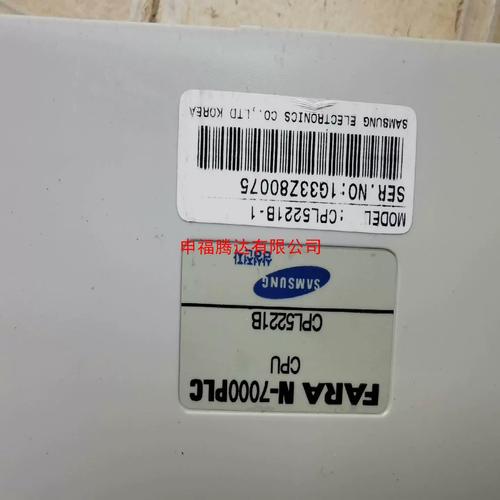 FARA N-7000PLC
CPU
CPL5221B
SAMSUNG
申福腾达有限公司
MODEL :CPL5221B-1
SER.NO:1G33Z80075
SAMSUNG ELECTRONICS CO.,LTD KOREA